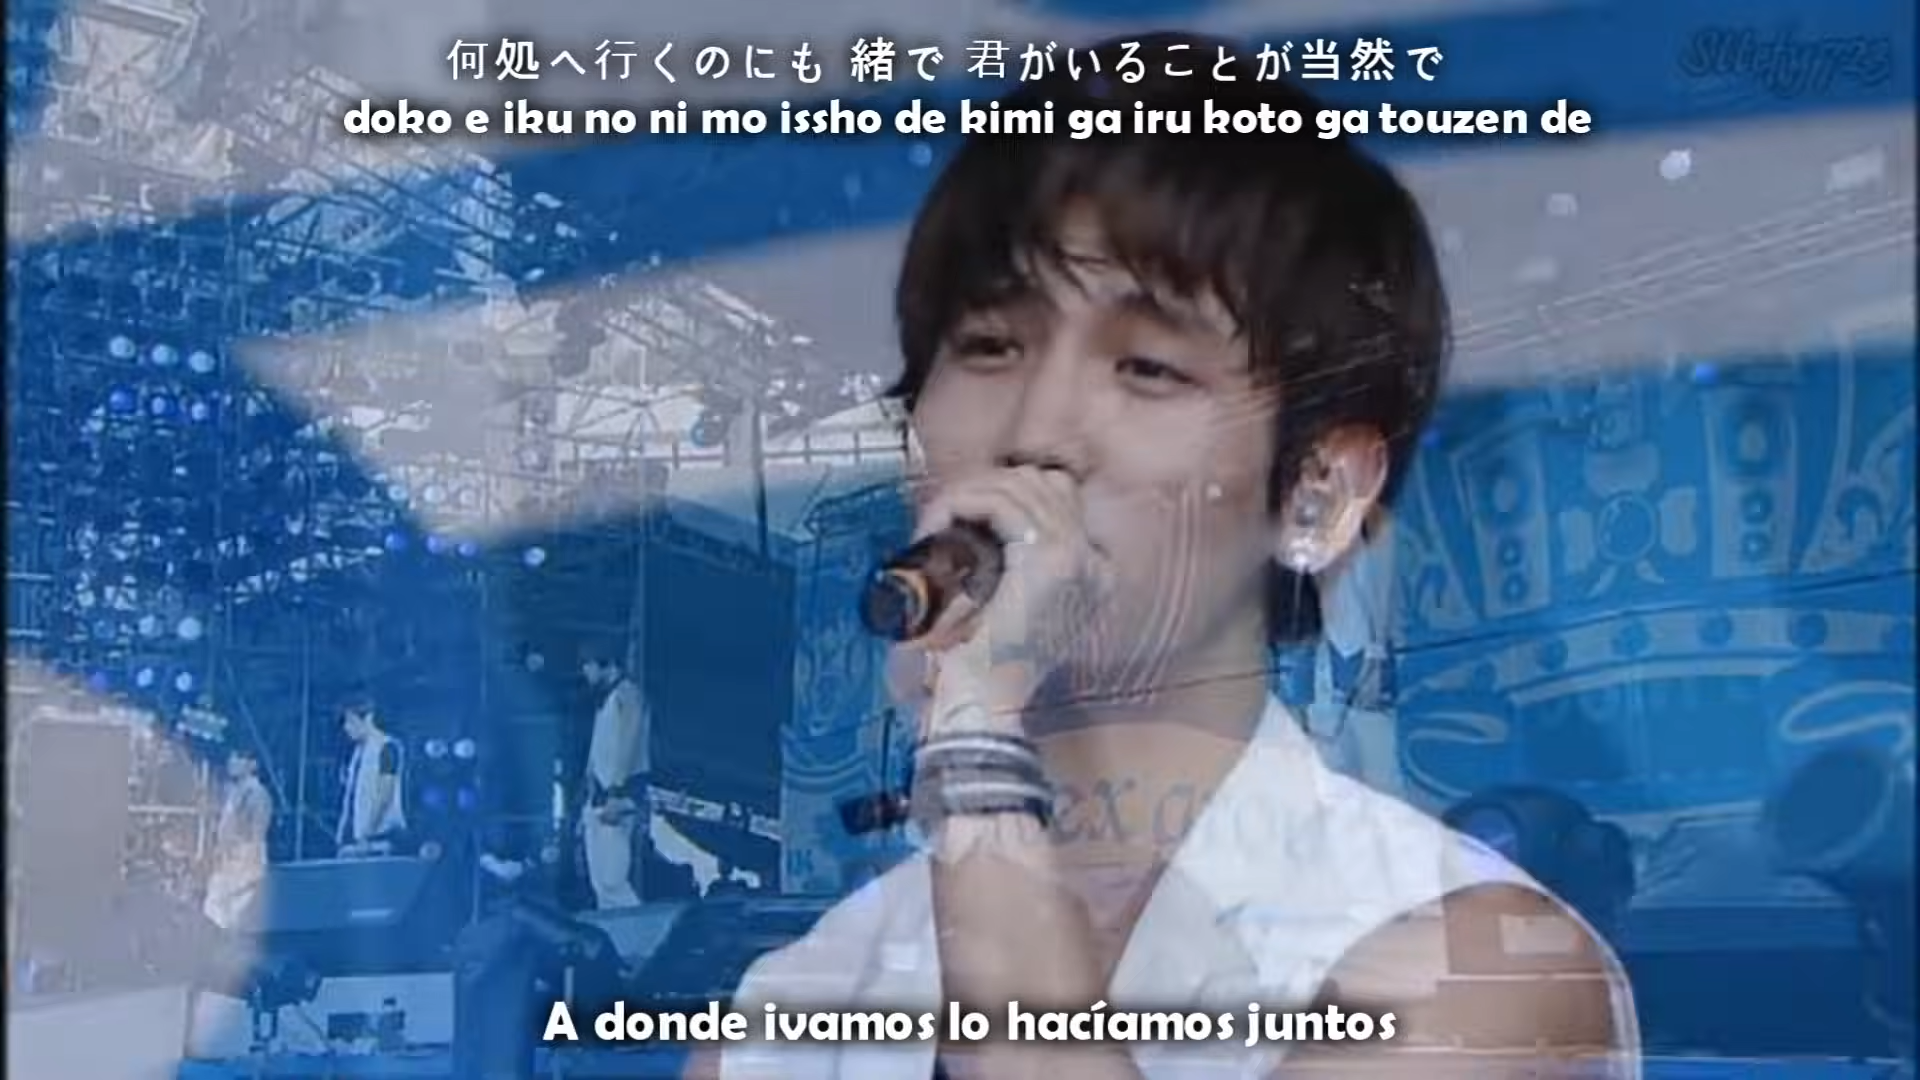 何処へ行くのにも 緒で 君がいることが当然で
doko e iku no ni mo issho de kimi ga iru koto ga touzen de
A donde ivamos lo hacíamos juntos